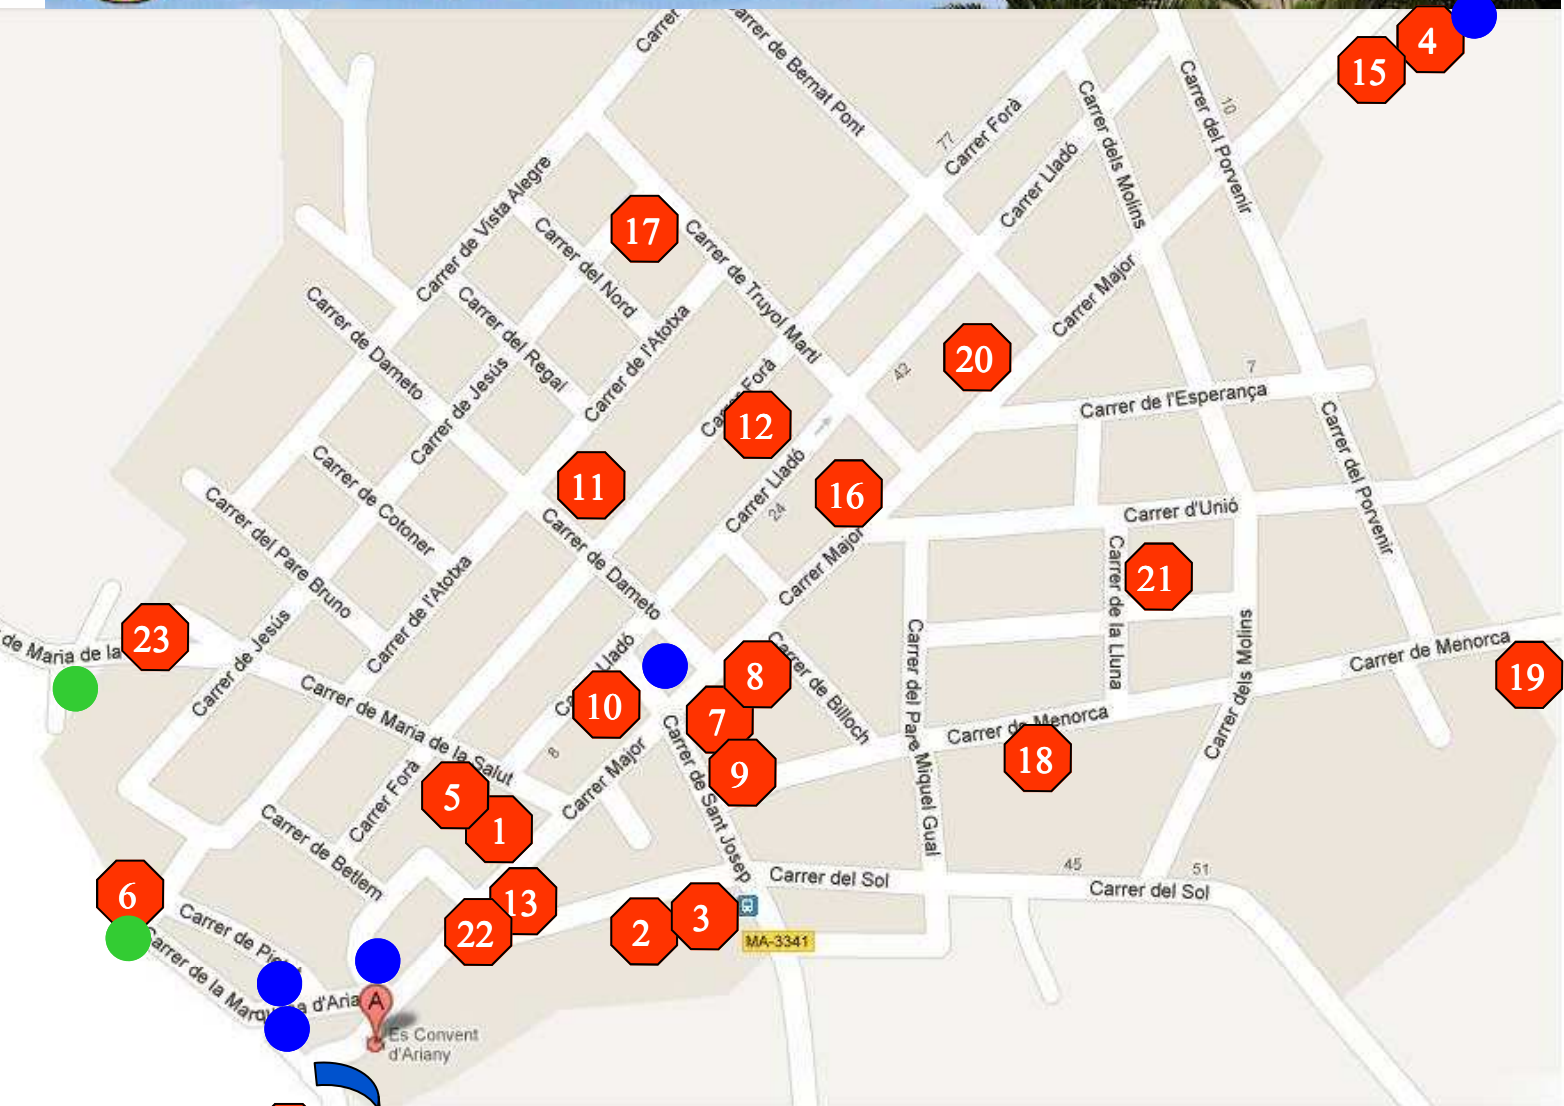 Carrer
Carrer de Bernat Pont
4
15
10
77
Carrer Forà
Carrer dels Molins
Carrer del Porvenir
Carrer Lladó
Carrer de Vista Alegre
17
Carrer del Nord
Carrer de Truyol Martí
Carrer Major
Carrer de Dameto
Carrer del Regal
Carrer de l'Atotxa
20
42
7
Carrer de Jesús
Carrer Forà
12
Carrer de l'Esperança
Carrer del Porvenir
Carrer de Cotoner
11
Carrer Lladó
24
16
Carrer d'Unió
Carrer del Pare Bruno
Carrer de Dameto
Carrer Major
Carrer de la Lluna
21
Carrer de l'Atotxa
23
de Maria de la
Carrer de Jesús
Lladó
8
Carrer de Billoch
Carrer del Pare Miquel Gual
Carrer dels Molins
Carrer de Menorca
19
Carrer de Maria de la Salut
10
7
Carrer de Menorca
18
8
Carrer Major
Carrer de Sant Josep
9
Carrer Forà
5
1
Carrer de Betlem
6
13
22
2
3
Carrer del Sol
45
51
Carrer del Sol
MA-3341
Carrer de
Carrer de la
d'Aria
A
Es Convent
d'Ariany